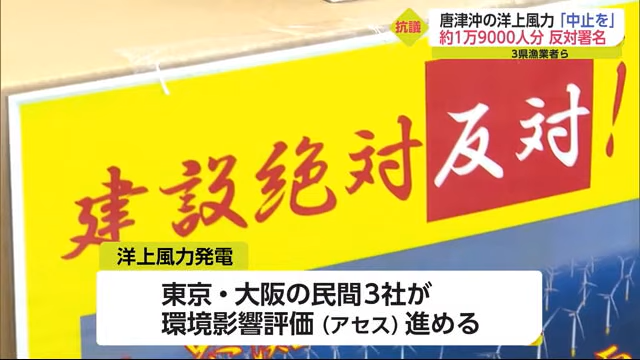 抗議
唐津沖の洋上風力「中止を」
約1万9000人分 反対署名
3県漁業者ら
建設絶対反対!
洋上風力発電
東京・大阪の民間3社が
環境影響評価(アセス)進める